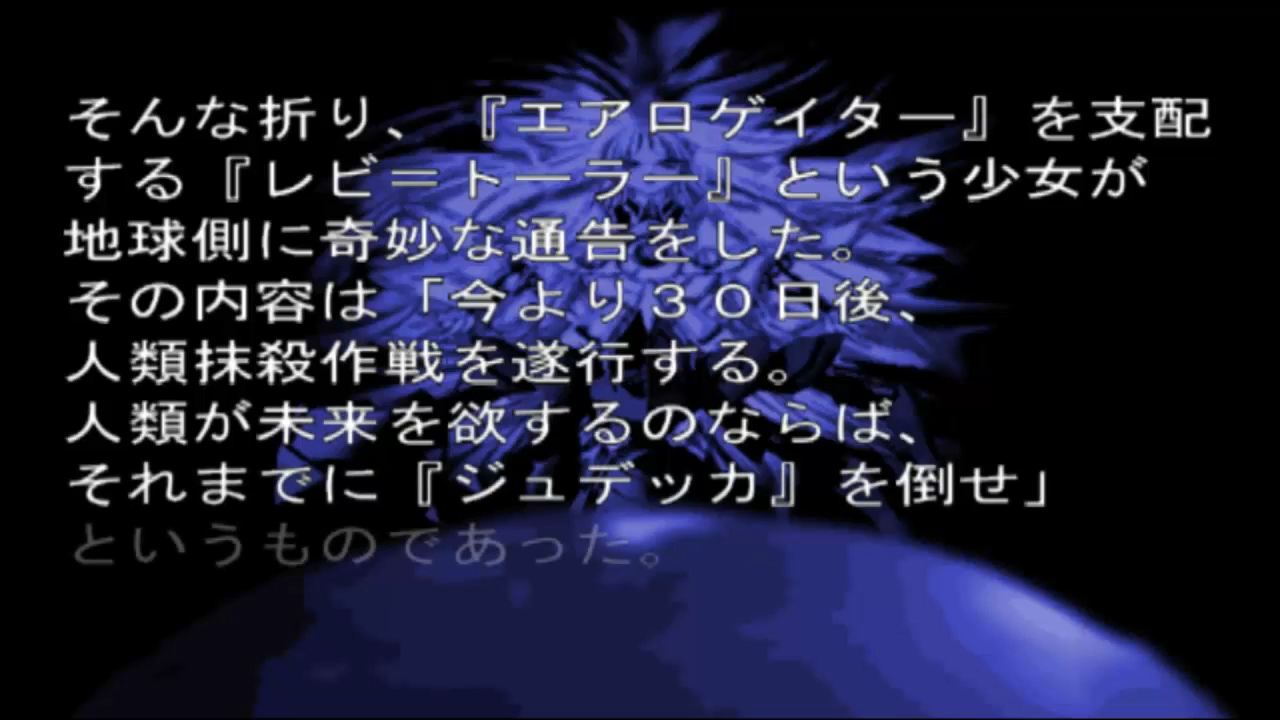 そんな折り、『エアロゲイター』を支配
する『レビ＝トーラー』という少女が
地球側に奇妙な通告をした。
その内容は「今より３０日後、
人類抹殺作戦を遂行する。
人類が未来を欲するのならば、
それまでに『ジュデッカ』を倒せ」
というものであった。